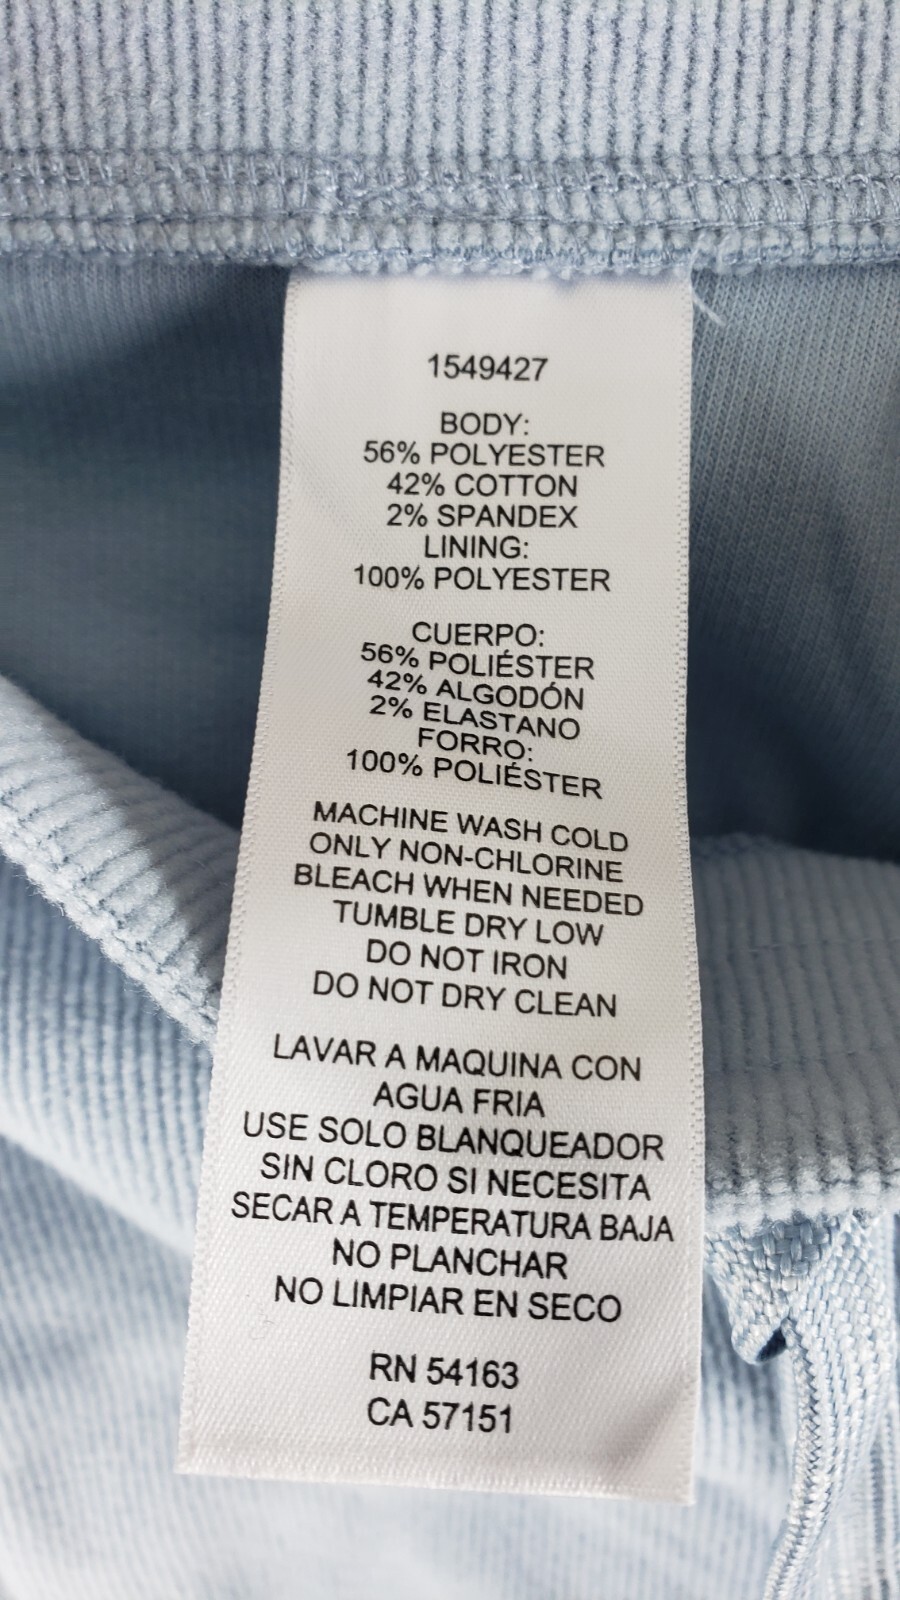 1549427
BODY:
56% POLYESTER
42% COTTON
2% SPANDEX
LINING:
100% POLYESTER
CUERPO:
56% POLIÉSTER
42% ALGODÓN
2% ELASTANO
FORRO:
100% POLIÉSTER
MACHINE WASH COLD
ONLY NON-CHLORINE
BLEACH WHEN NEEDED
TUMBLE DRY LOW
DO NOT IRON
DO NOT DRY CLEAN
LAVAR A MAQUINA CON
AGUA FRIA
USE SOLO BLANQUEADOR
SIN CLORO SI NECESITA
SECAR A TEMPERATURA BAJA
NO PLANCHAR
NO LIMPIAR EN SECO
RN 54163
CA 57151